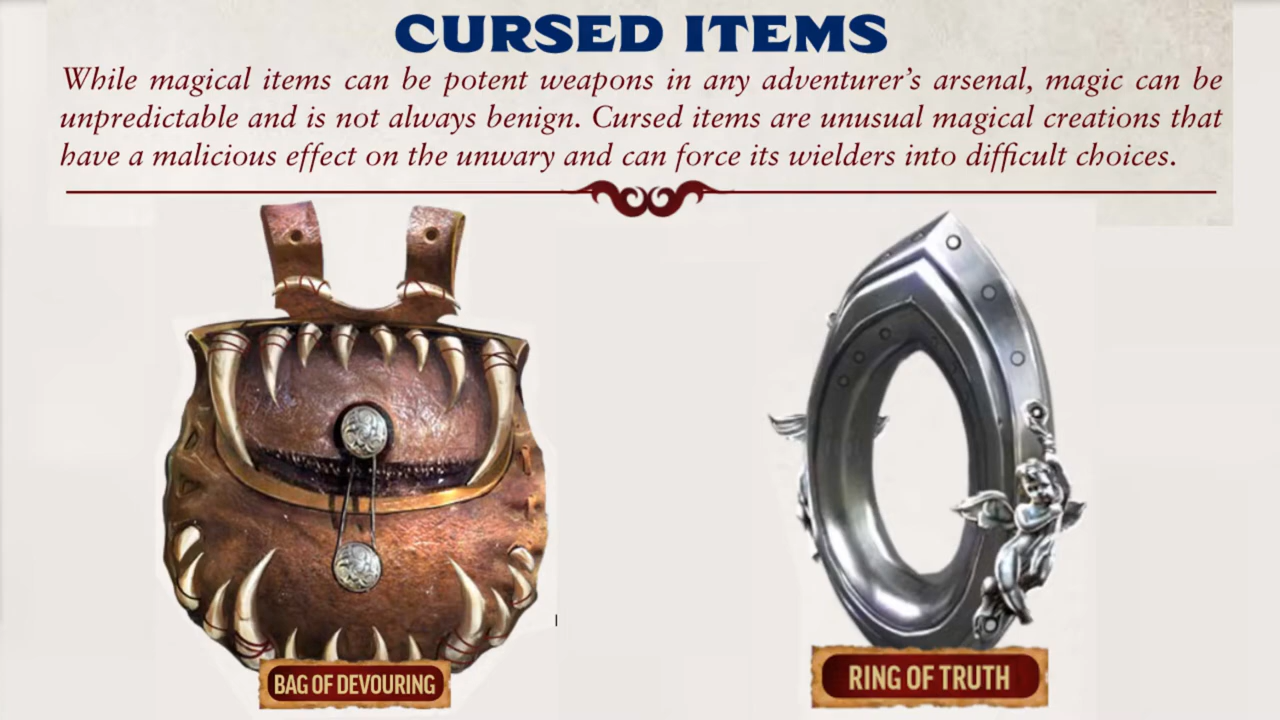 CURSED ITEMS
While magical items can be potent weapons in any adventurer's arsenal, magic can be
unpredictable and is not always benign. Cursed items are unusual magical creations that
have a malicious effect on the unwary and can force its wielders into difficult choices.
BAG OF DEVOURING
RING OF TRUTH